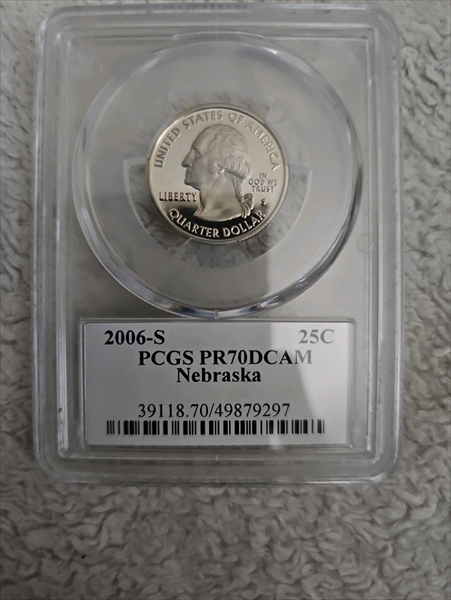 UNITED STATES OF AMERICA
LIBERTY
IN
GOD WE
TRUST
S
QUARTER DOLLAR
2006-S 25C
PCGS PR70DCAM
Nebraska
39118.70/49879297